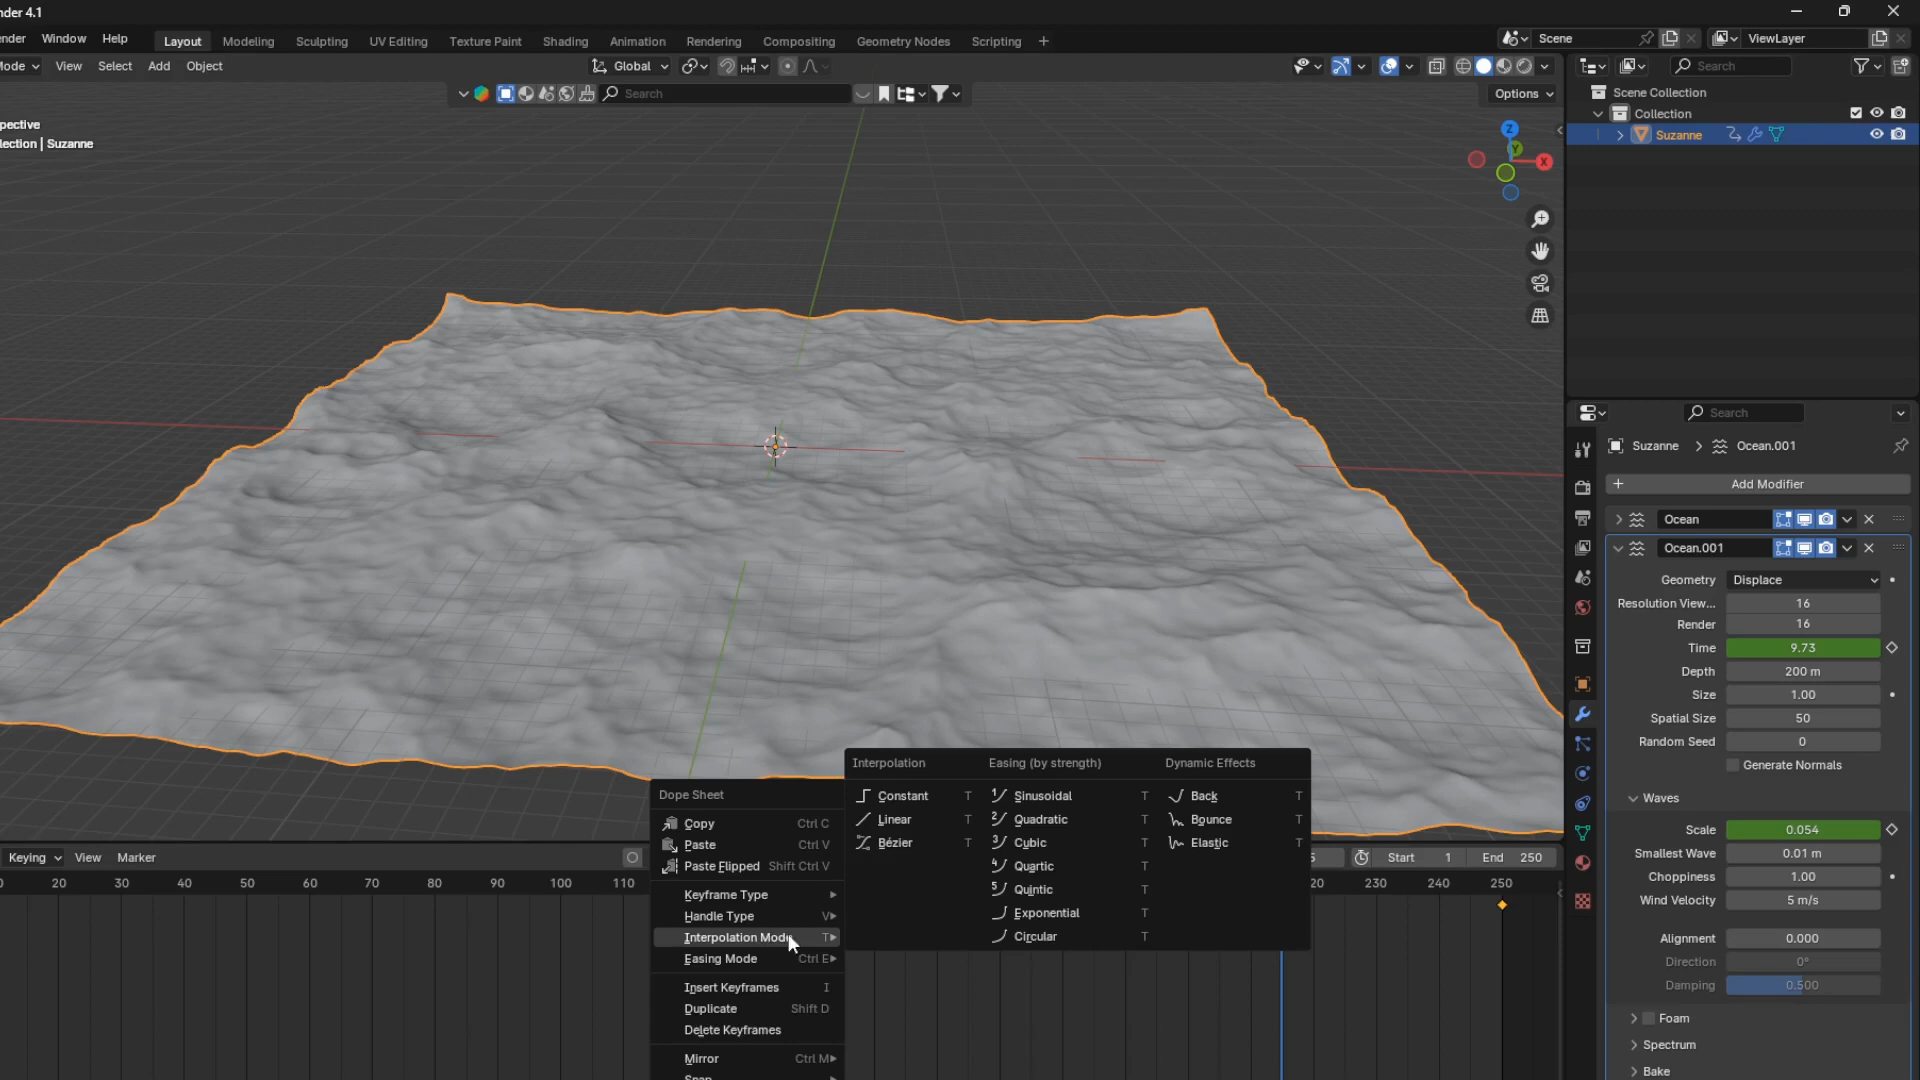 nder 4.1
ender Window Help Layout Modeling Sculpting UV Editing Texture Paint Shading Animation Rendering Compositing Geometry Nodes Scripting +
Scene ViewLayer
Mode View Select Add Object Global
Search
Search
Options
pective
lection | Suzanne
Z
Y
X
Scene Collection
Collection
Suzanne
Search
Suzanne > Ocean.001
+ Add Modifier
Ocean
Ocean.001
Geometry Displace
Resolution View... 16
Render 16
Time 9.73
Depth 200 m
Size 1.00
Spatial Size 50
Random Seed 0
Generate Normals
Waves
Scale 0.054
Smallest Wave 0.01 m
Choppiness 1.00
Wind Velocity 5 m/s
Alignment 0.000
Direction 0°
Damping 0.500
Foam
Spectrum
Bake
Interpolation Easing (by strength) Dynamic Effects
Constant T Sinusoidal T Back T
Linear T Quadratic T Bounce T
Bézier T Cubic T Elastic T
Quartic T
Quintic T
Exponential T
Circular T
Dope Sheet
Copy Ctrl C
Paste Ctrl V
Paste Flipped Shift Ctrl V
Keyframe Type
Handle Type V
Interpolation Mode T
Easing Mode Ctrl E
Insert Keyframes I
Duplicate Shift D
Delete Keyframes
Mirror Ctrl M
Snap
Keying View Marker
5 Start 1 End 250
0 20 30 40 50 60 70 80 90 100 110 20 230 240 250